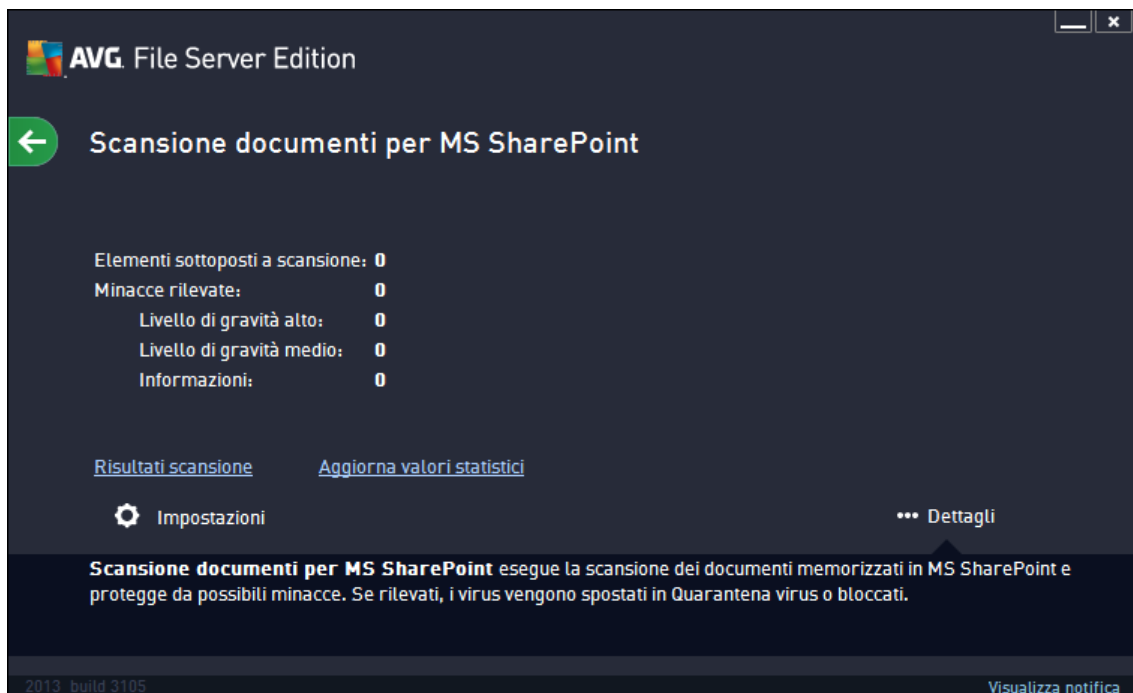 AVG. File Server Edition
Scansione documenti per MS SharePoint
Elementi sottoposti a scansione: 0
Minacce rilevate: 0
Livello di gravità alto: 0
Livello di gravità medio: 0
Informazioni: 0
Risultati scansione Aggiorna valori statistici
Impostazioni ••• Dettagli
Scansione documenti per MS SharePoint esegue la scansione dei documenti memorizzati in MS SharePoint e
protegge da possibili minacce. Se rilevati, i virus vengono spostati in Quarantena virus o bloccati.
2013 build 3105 Visualizza notifica